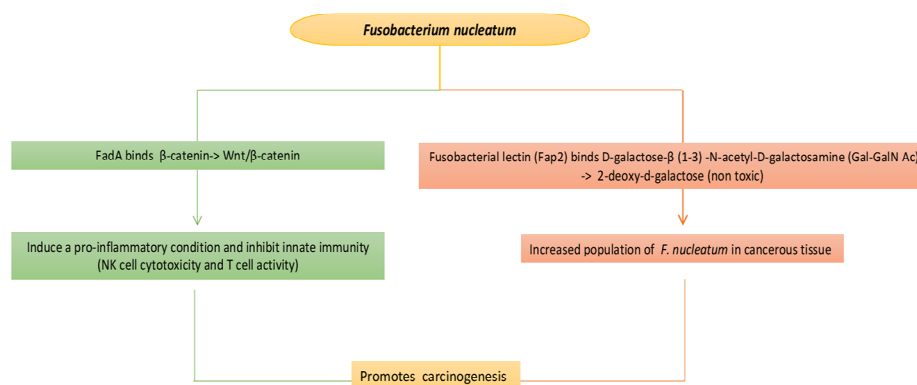 Fusobacterium nucleatum
FadA binds β-catenin-> Wnt/β-catenin
Fusobacterial lectin (Fap2) binds D-galactose-β (1-3) -N-acetyl-D-galactosamine (Gal-GalN Ac)
-> 2-deoxy-d-galactose (non toxic)
Induce a pro-inflammatory condition and inhibit innate immunity
(NK cell cytotoxicity and T cell activity)
Increased population of F. nucleatum in cancerous tissue
Promotes carcinogenesis